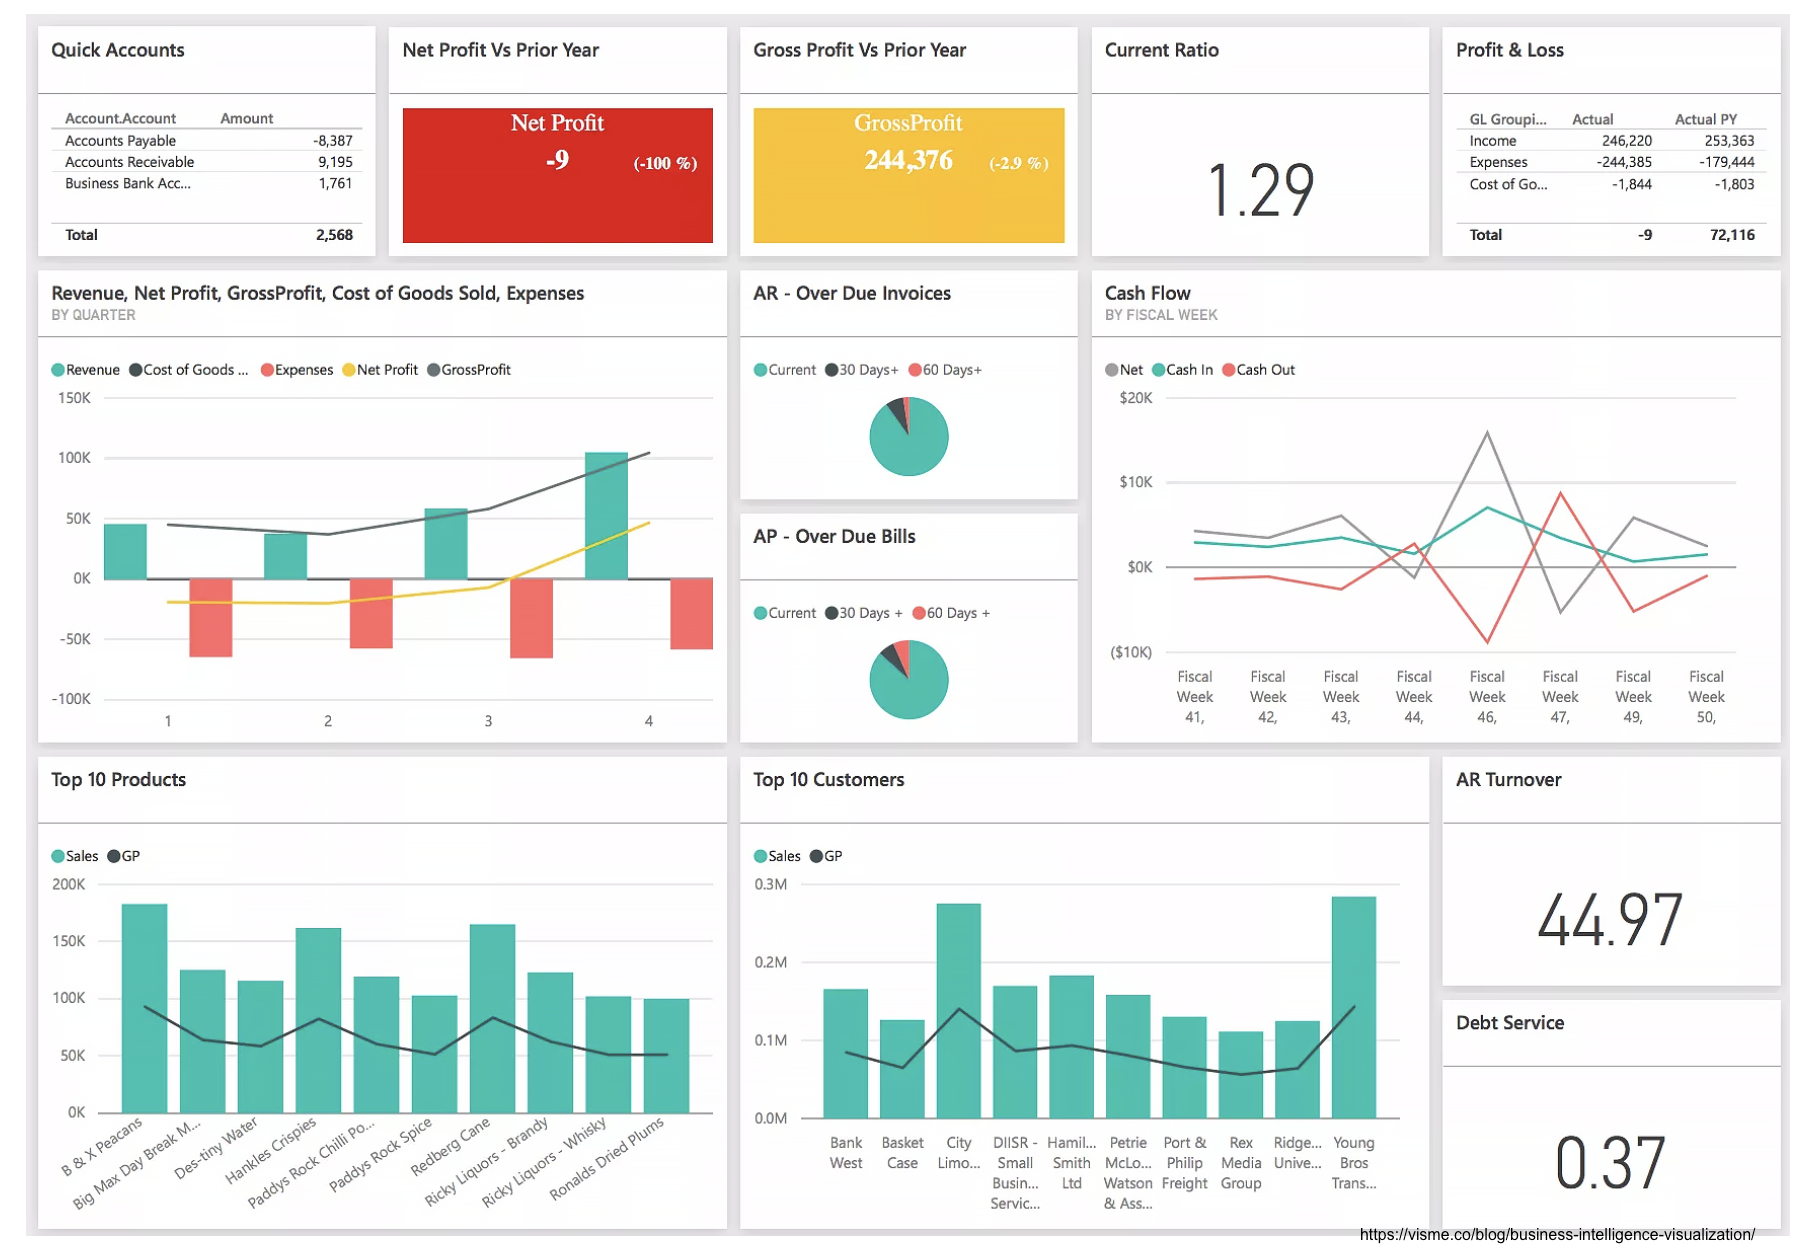 Quick Accounts
Account.Account Amount
Accounts Payable -8,387
Accounts Receivable 9,195
Business Bank Acc... 1,761
Total 2,568
Net Profit Vs Prior Year
Net Profit
-9 (-100 %)
Gross Profit Vs Prior Year
GrossProfit
244,376 (-2.9 %)
Current Ratio
1.29
Profit & Loss
GL Groupi... Actual Actual PY
Income 246,220 253,363
Expenses -244,385 -179,444
Cost of Go... -1,844 -1,803
Total -9 72,116
Revenue, Net Profit, GrossProfit, Cost of Goods Sold, Expenses
BY QUARTER
Revenue Cost of Goods ... Expenses Net Profit GrossProfit
150K
100K
50K
0K
-50K
-100K
1 2 3 4
AR - Over Due Invoices
Current 30 Days+ 60 Days+
AP - Over Due Bills
Current 30 Days + 60 Days +
Cash Flow
BY FISCAL WEEK
Net Cash In Cash Out
$20K
$10K
$0K
($10K)
Fiscal Fiscal Fiscal Fiscal Fiscal Fiscal Fiscal Fiscal
Week Week Week Week Week Week Week Week
41, 42, 43, 44, 46, 47, 49, 50,
Top 10 Products
Sales GP
200K
150K
100K
50K
0K
B & X Peacans
Big Max Day Break M...
Des-tiny Water
Hankles Crispies
Paddys Rock Chilli Po...
Paddys Rock Spice
Redberg Cane
Ricky Liquors - Brandy
Ricky Liquors - Whisky
Ronalds Dried Plums
Top 10 Customers
Sales GP
0.3M
0.2M
0.1M
0.0M
Bank Basket City DIISR - Hamil... Petrie Port & Rex Ridge... Young
West Case Limo... Small Smith McLo... Philip Media Unive... Bros
Busin... Ltd Watson Freight Group Trans...
Servic... & Ass...
AR Turnover
44.97
Debt Service
0.37
https://visme.co/blog/business-intelligence-visualization/